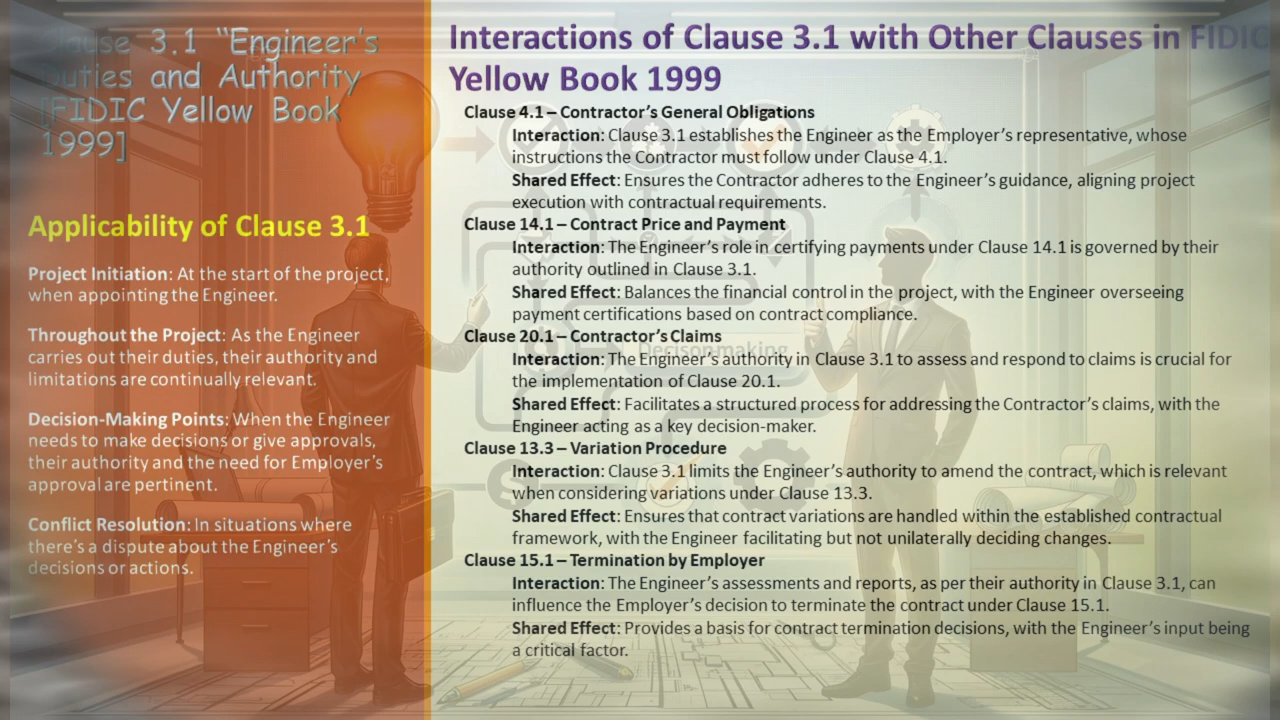 Clause 3.1 “Engineer’s
Duties and Authority
[FIDIC Yellow Book
1999]
Applicability of Clause 3.1
Project Initiation: At the start of the project,
when appointing the Engineer.
Throughout the Project: As the Engineer
carries out their duties, their authority and
limitations are continually relevant.
Decision-Making Points: When the Engineer
needs to make decisions or give approvals,
their authority and the need for Employer’s
approval are pertinent.
Conflict Resolution: In situations where
there’s a dispute about the Engineer’s
decisions or actions.
Interactions of Clause 3.1 with Other Clauses in FIDIC
Yellow Book 1999
Clause 4.1 – Contractor’s General Obligations
Interaction: Clause 3.1 establishes the Engineer as the Employer’s representative, whose
instructions the Contractor must follow under Clause 4.1.
Shared Effect: Ensures the Contractor adheres to the Engineer’s guidance, aligning project
execution with contractual requirements.
Clause 14.1 – Contract Price and Payment
Interaction: The Engineer’s role in certifying payments under Clause 14.1 is governed by their
authority outlined in Clause 3.1.
Shared Effect: Balances the financial control in the project, with the Engineer overseeing
payment certifications based on contract compliance.
Clause 20.1 – Contractor’s Claims
Decision-making
Interaction: The Engineer’s authority in Clause 3.1 to assess and respond to claims is crucial for
the implementation of Clause 20.1.
Shared Effect: Facilitates a structured process for addressing the Contractor’s claims, with the
Engineer acting as a key decision-maker.
Clause 13.3 – Variation Procedure
Interaction: Clause 3.1 limits the Engineer’s authority to amend the contract, which is relevant
when considering variations under Clause 13.3.
Shared Effect: Ensures that contract variations are handled within the established contractual
framework, with the Engineer facilitating but not unilaterally deciding changes.
Clause 15.1 – Termination by Employer
Interaction: The Engineer’s assessments and reports, as per their authority in Clause 3.1, can
influence the Employer’s decision to terminate the contract under Clause 15.1.
Shared Effect: Provides a basis for contract termination decisions, with the Engineer’s input being
a critical factor.